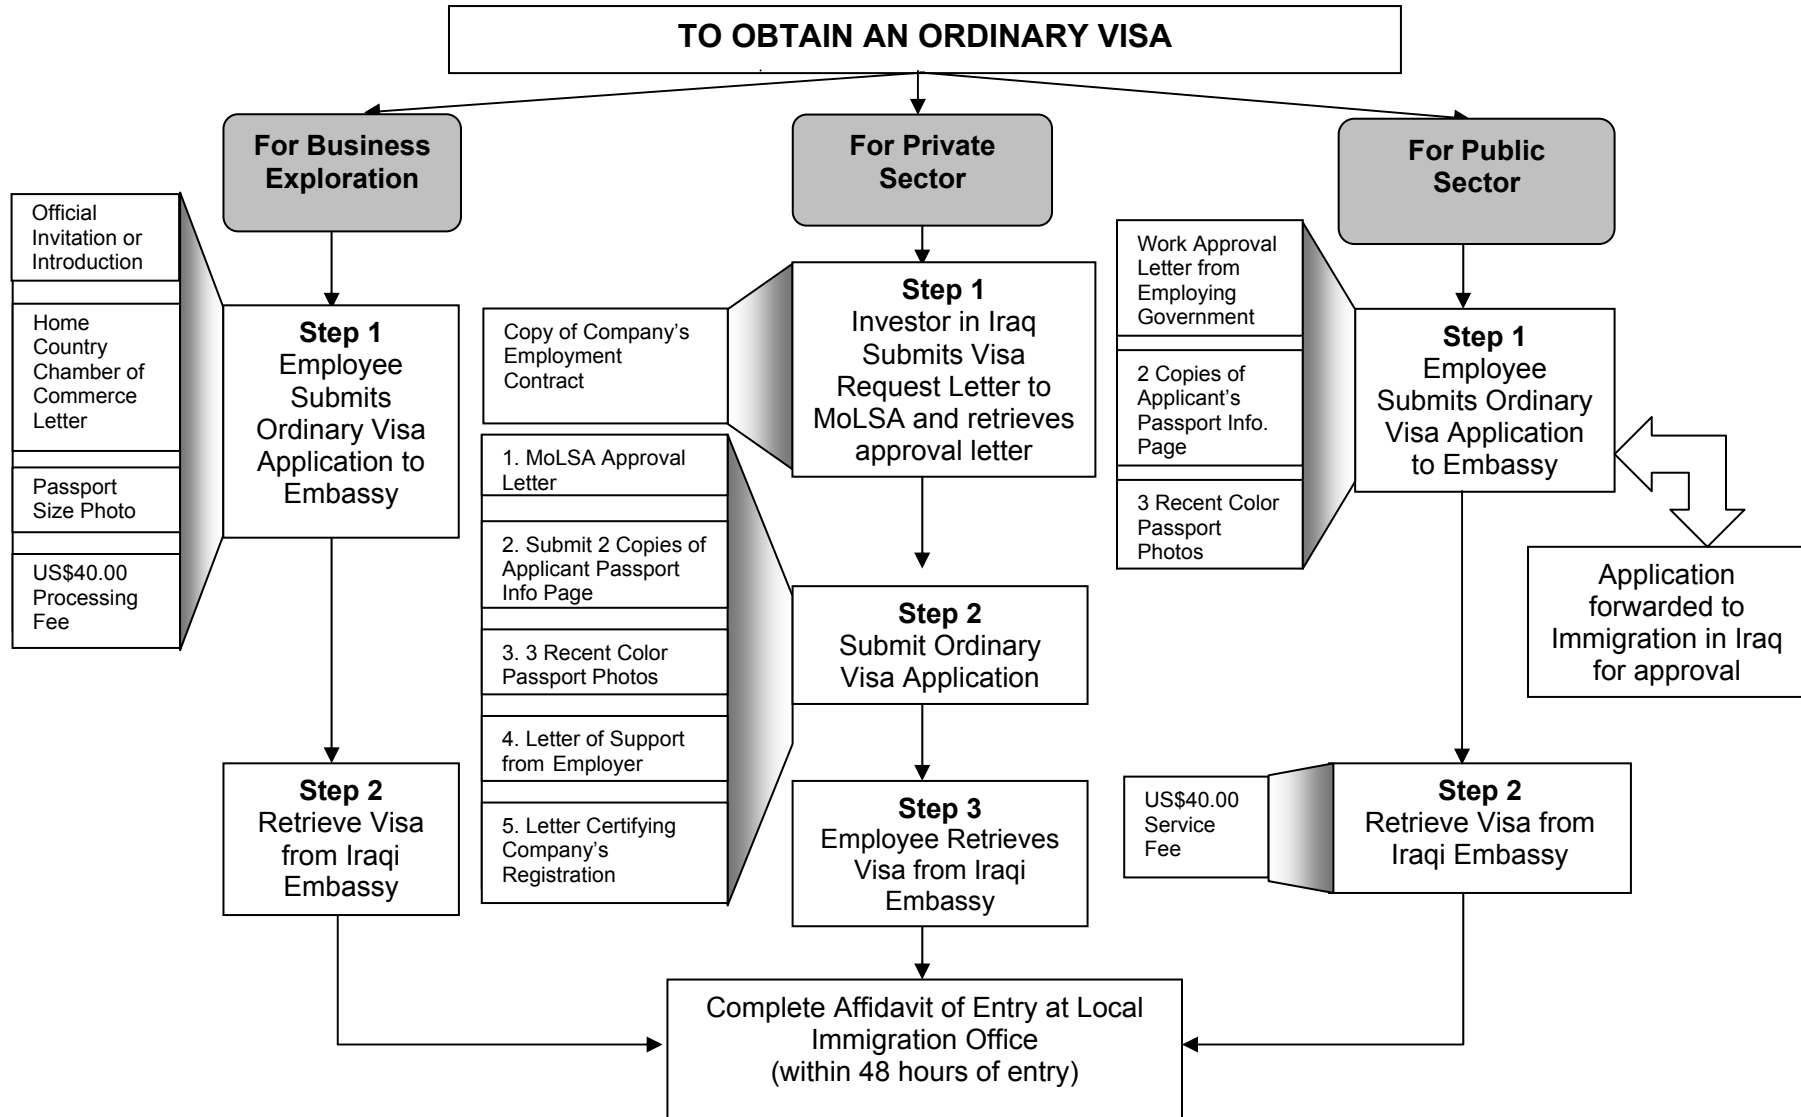 TO OBTAIN AN ORDINARY VISA
For Business
Exploration
Official
Invitation or
Introduction
Home
Country
Chamber of
Commerce
Letter
Passport
Size Photo
US$40.00
Processing
Fee
Step 1
Employee
Submits
Ordinary Visa
Application to
Embassy
Step 2
Retrieve Visa
from Iraqi
Embassy
For Private
Sector
Copy of Company’s
Employment
Contract
Step 1
Investor in Iraq
Submits Visa
Request Letter to
MoLSA and retrieves
approval letter
1. MoLSA Approval
Letter
2. Submit 2 Copies of
Applicant Passport
Info Page
3. 3 Recent Color
Passport Photos
4. Letter of Support
from Employer
5. Letter Certifying
Company’s
Registration
Step 2
Submit Ordinary
Visa Application
Step 3
Employee Retrieves
Visa from Iraqi
Embassy
For Public
Sector
Work Approval
Letter from
Employing
Government
2 Copies of
Applicant’s
Passport Info.
Page
3 Recent Color
Passport
Photos
Step 1
Employee
Submits Ordinary
Visa Application
to Embassy
Application
forwarded to
Immigration in Iraq
for approval
US$40.00
Service
Fee
Step 2
Retrieve Visa from
Iraqi Embassy
Complete Affidavit of Entry at Local
Immigration Office
(within 48 hours of entry)